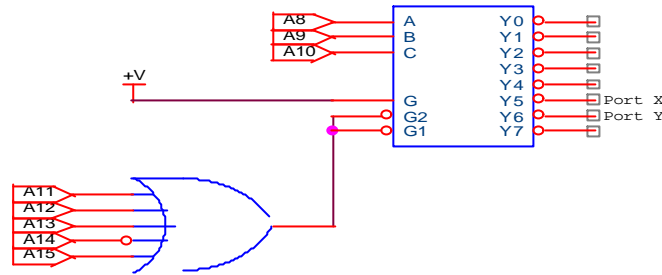 A8
A9
A10
A Y0
B Y1
C Y2
Y3
Y4
+V
G Y5 Port X
G2 Y6 Port Y
G1 Y7
A11
A12
A13
A14
A15